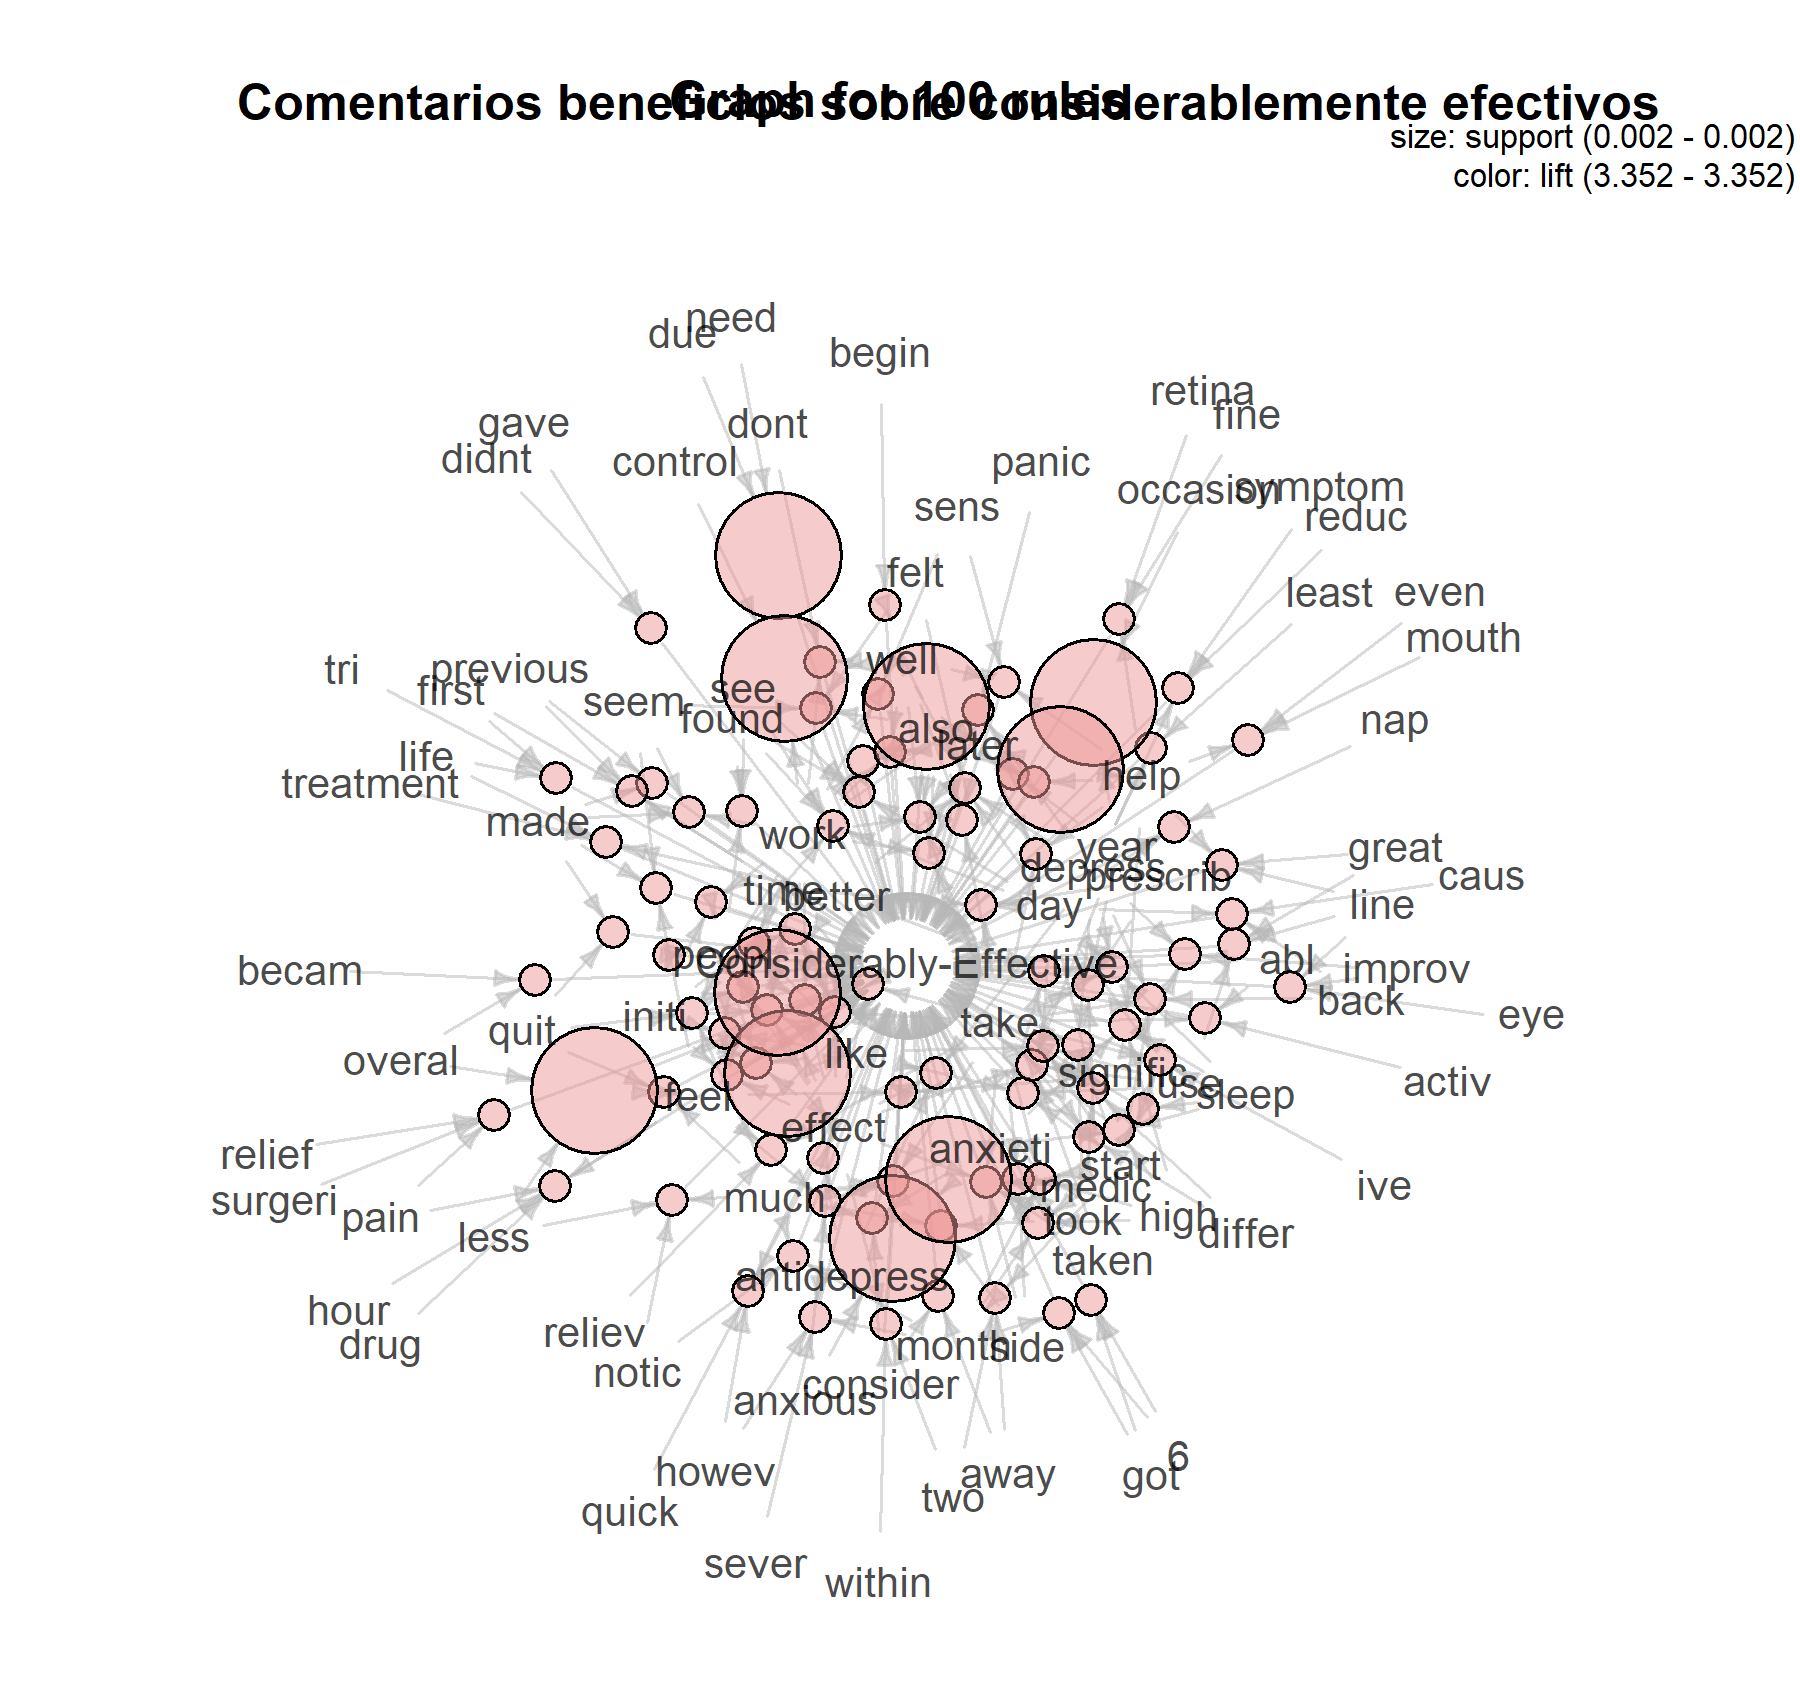 Comentarios beneficios sobre considerablemente efectivos
Graph for 100 rules
size: support (0.002 - 0.002)
color: lift (3.352 - 3.352)
need
due
begin
retina
fine
gave
dont
didnt
control
panic
occasion
symptom
reduc
sens
felt
least
even
mouth
tri
previous
first
seem
see
found
well
also
later
nap
life
treatment
help
made
work
year
great
depress
prescrib
caus
time
better
day
line
peopl
Considerably-Effective
abl
improv
becam
back
eye
quit
initi
take
overal
like
signific
use
sleep
activ
feel
effect
anxieti
start
relief
surgeri
pain
less
much
medic
took
high
differ
ive
taken
antidepress
hour
drug
reliev
notic
month
side
consider
anxious
howev
quick
two
away
got
6
sever
within